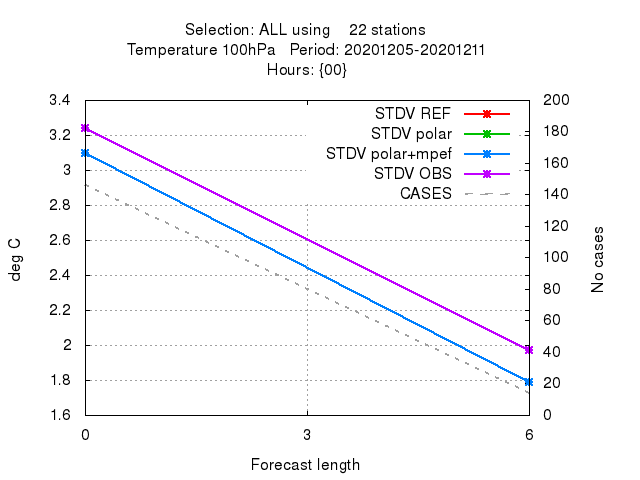 Selection: ALL using    22 stations
Temperature 100hPa   Period: 20201205-20201211
Hours: {00}
3.4
3.2
3
2.8
2.6
2.4
2.2
2
1.8
1.6
200
180
160
140
120
100
80
60
40
20
0
STDV REF
STDV polar
STDV polar+mpef
STDV OBS
CASES
deg C
No cases
0
3
6
Forecast length